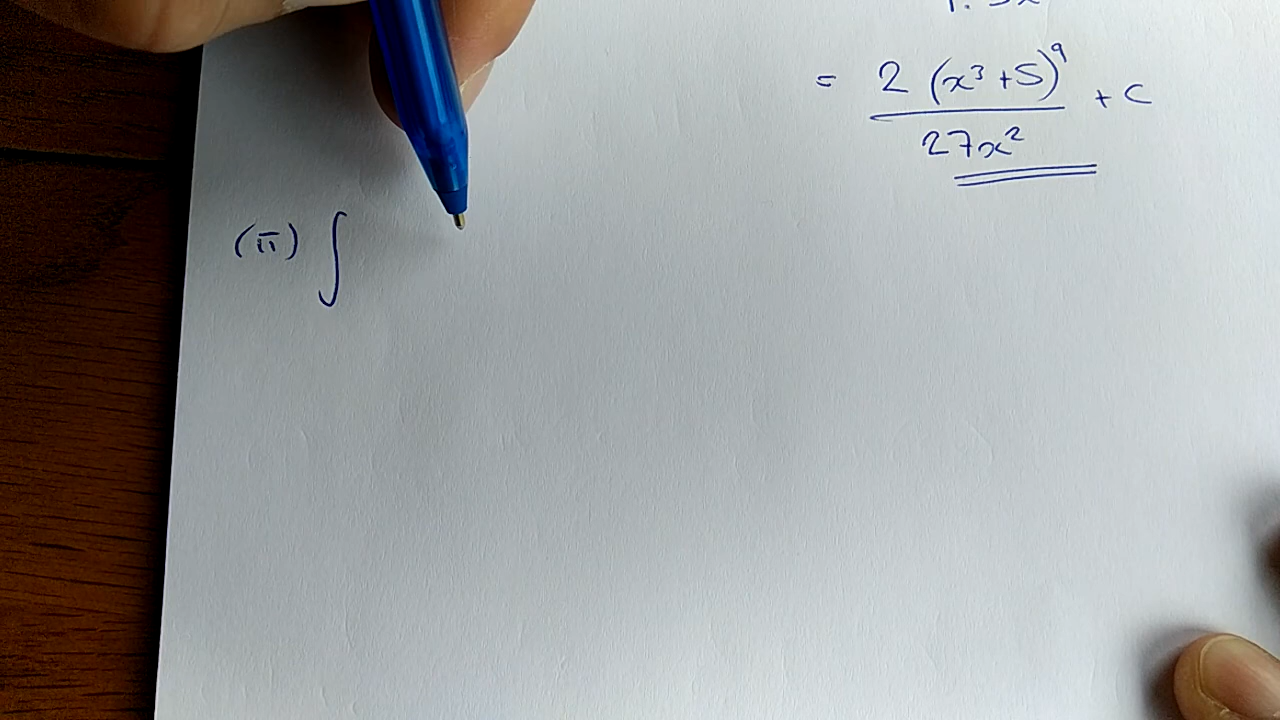 = 2 (x³+5)⁹ / 27x² + c
(ii) ∫